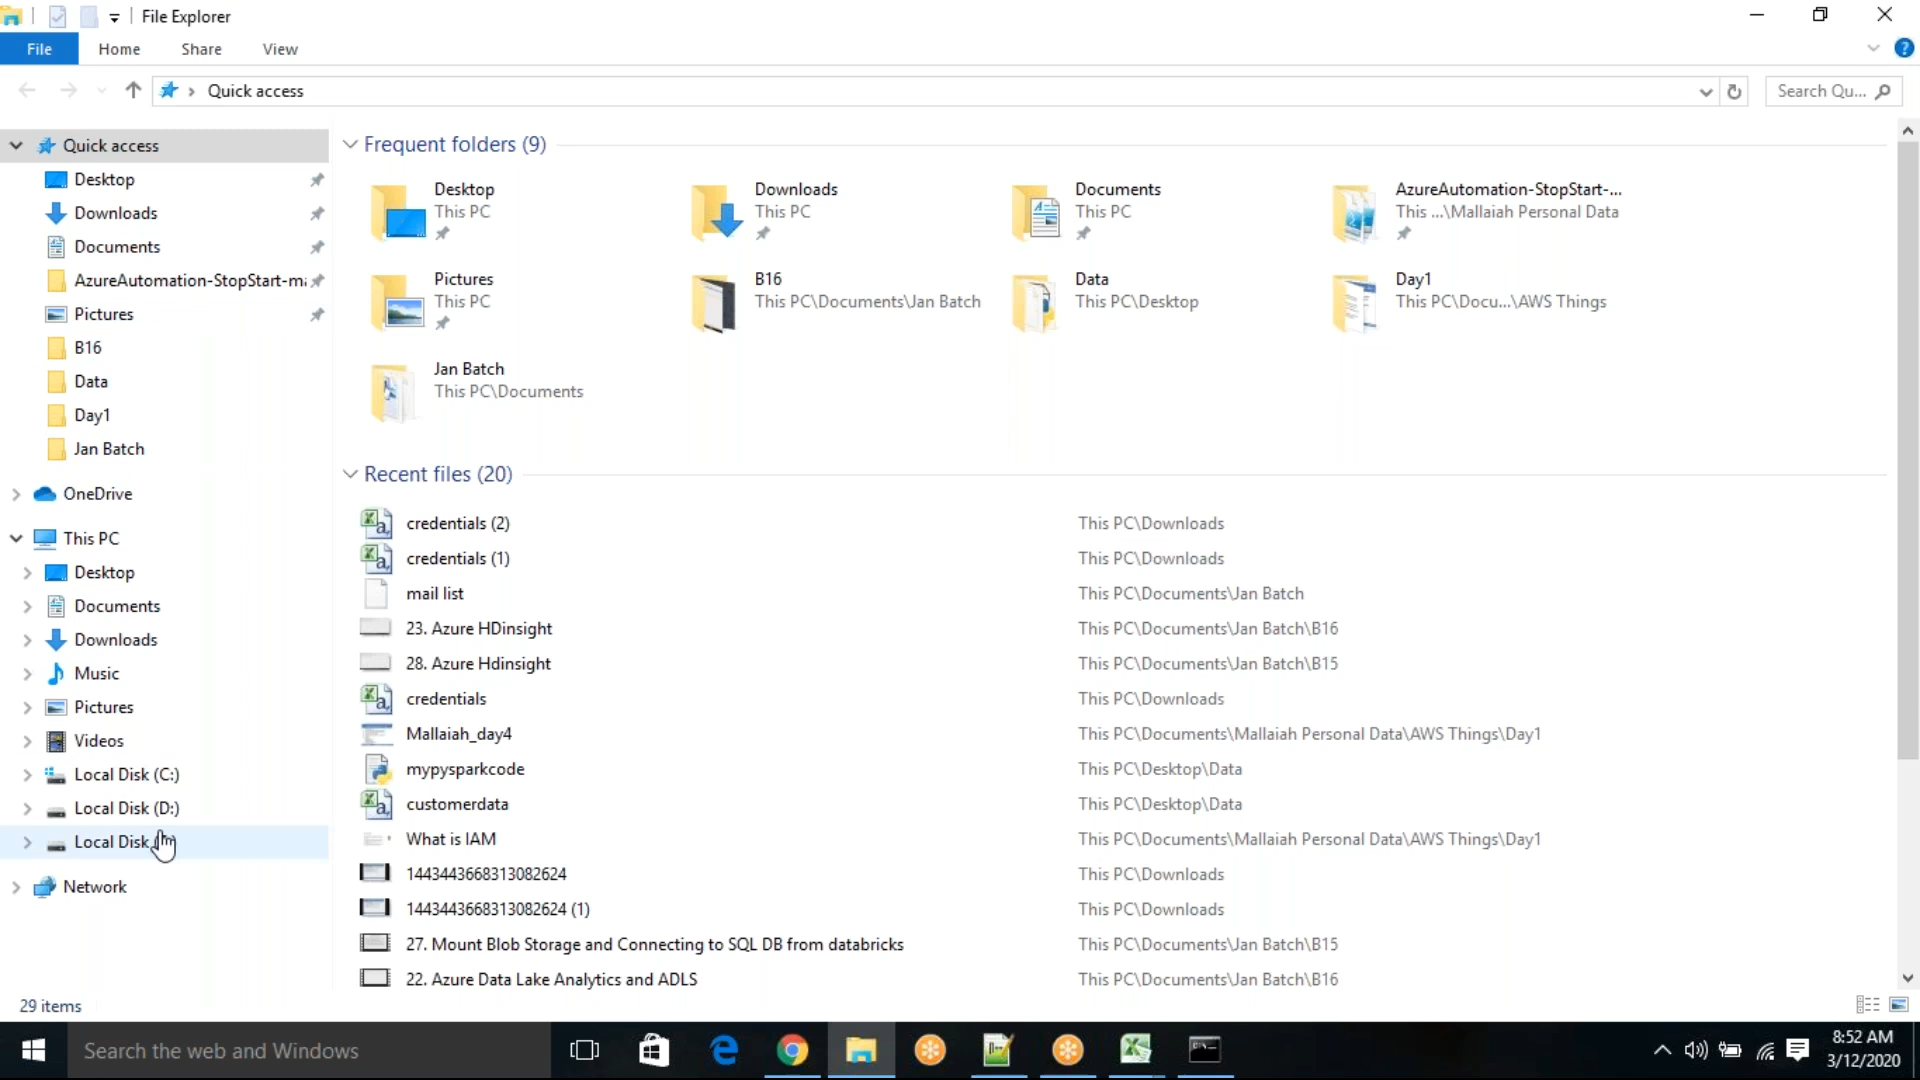 File Explorer
File Home Share View
Quick access
Search Qu...
Quick access
Desktop
Downloads
Documents
AzureAutomation-StopStart-m
Pictures
B16
Data
Day1
Jan Batch
OneDrive
This PC
Desktop
Documents
Downloads
Music
Pictures
Videos
Local Disk (C:)
Local Disk (D:)
Local Disk
Network
Frequent folders (9)
Desktop
This PC
Downloads
This PC
Documents
This PC
AzureAutomation-StopStart-...
This ...\Mallaiah Personal Data
Pictures
This PC
B16
This PC\Documents\Jan Batch
Data
This PC\Desktop
Day1
This PC\Docu...\AWS Things
Jan Batch
This PC\Documents
Recent files (20)
credentials (2) This PC\Downloads
credentials (1) This PC\Downloads
mail list This PC\Documents\Jan Batch
23. Azure HDinsight This PC\Documents\Jan Batch\B16
28. Azure Hdinsight This PC\Documents\Jan Batch\B15
credentials This PC\Downloads
Mallaiah_day4 This PC\Documents\Mallaiah Personal Data\AWS Things\Day1
mypysparkcode This PC\Desktop\Data
customerdata This PC\Desktop\Data
What is IAM This PC\Documents\Mallaiah Personal Data\AWS Things\Day1
1443443668313082624 This PC\Downloads
1443443668313082624 (1) This PC\Downloads
27. Mount Blob Storage and Connecting to SQL DB from databricks This PC\Documents\Jan Batch\B15
22. Azure Data Lake Analytics and ADLS This PC\Documents\Jan Batch\B16
29 items
Search the web and Windows
8:52 AM
3/12/2020